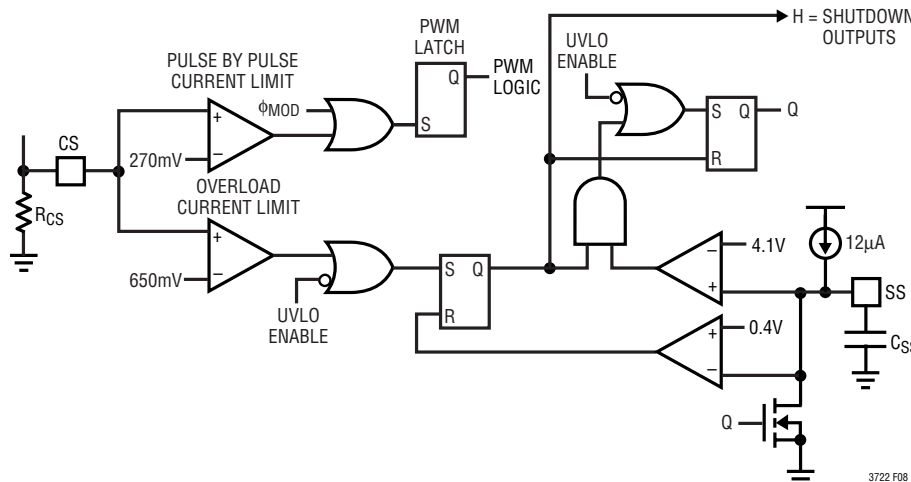 H = SHUTDOWN
OUTPUTS
PWM
LATCH
UVLO
ENABLE
PULSE BY PULSE
CURRENT LIMIT
Q
PWM
LOGIC
ΦMOD
S
S
Q
Q
R
CS
+
–
270mV
RCS
OVERLOAD
CURRENT LIMIT
+
–
650mV
UVLO
ENABLE
S
Q
R
–
4.1V
+
12µA
SS
CSS
+
0.4V
–
Q
3722 F08